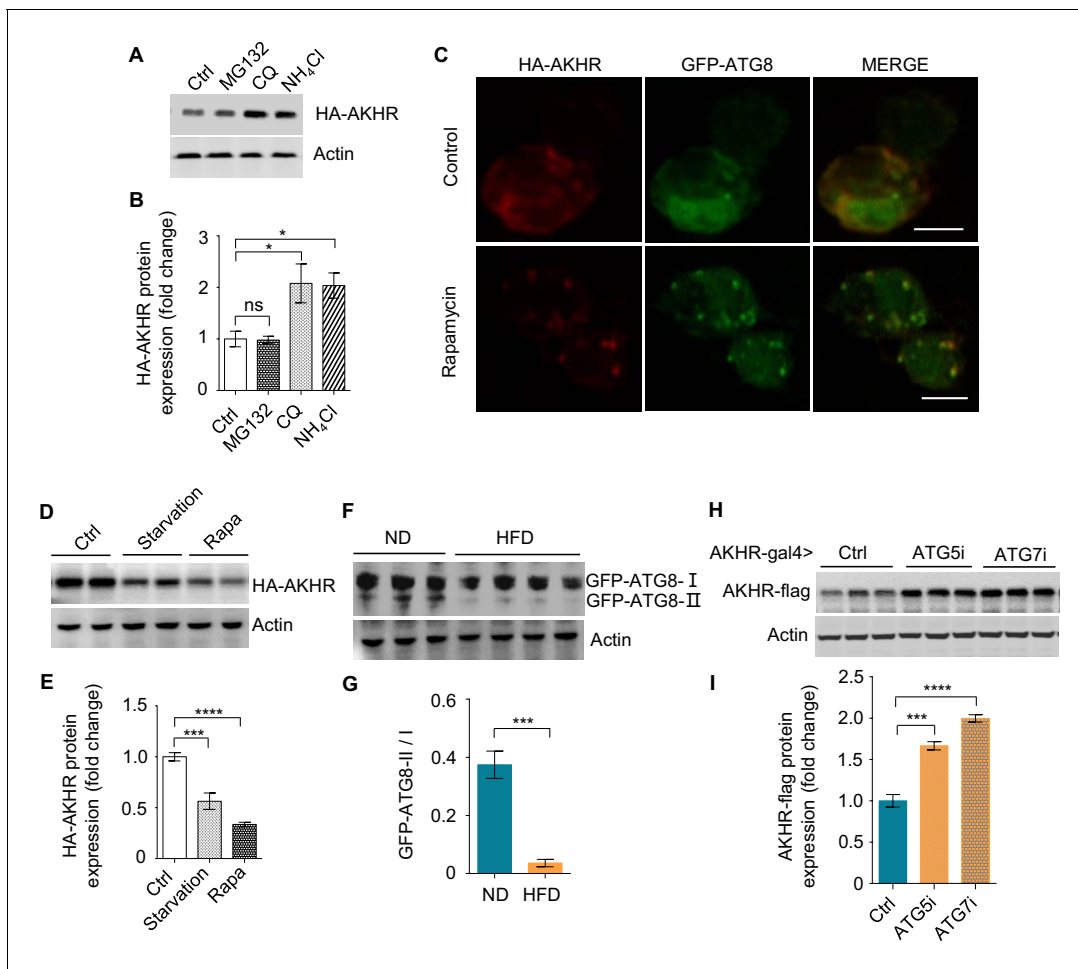 A
Ctrl
MG132
CQ
NH₄Cl
HA-AKHR
Actin
B
HA-AKHR protein
expression (fold change)
3
2
1
0
*
*
ns
Ctrl
MG132
CQ
NH₄Cl
C
HA-AKHR
GFP-ATG8
MERGE
Control
Rapamycin
D
Ctrl
Starvation
Rapa
HA-AKHR
Actin
E
HA-AKHR protein
expression (fold change)
1.5
1.0
0.5
0
****
***
Ctrl
Starvation
Rapa
F
ND
HFD
GFP-ATG8-Ⅰ
GFP-ATG8-Ⅱ
Actin
G
GFP-ATG8-II / I
0.6
0.4
0.2
0
***
ND
HFD
H
AKHR-gal4>
Ctrl
ATG5i
ATG7i
AKHR-flag
Actin
I
AKHR-flag protein
expression (fold change)
2.5
2.0
1.5
1.0
0.5
0
****
***
Ctrl
ATG5i
ATG7i